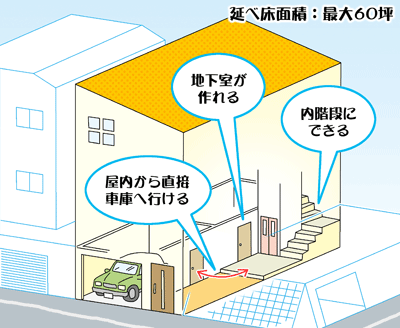 延べ床面積：最大60坪
地下室が
作れる
内階段に
できる
屋内から直接
車庫へ行ける